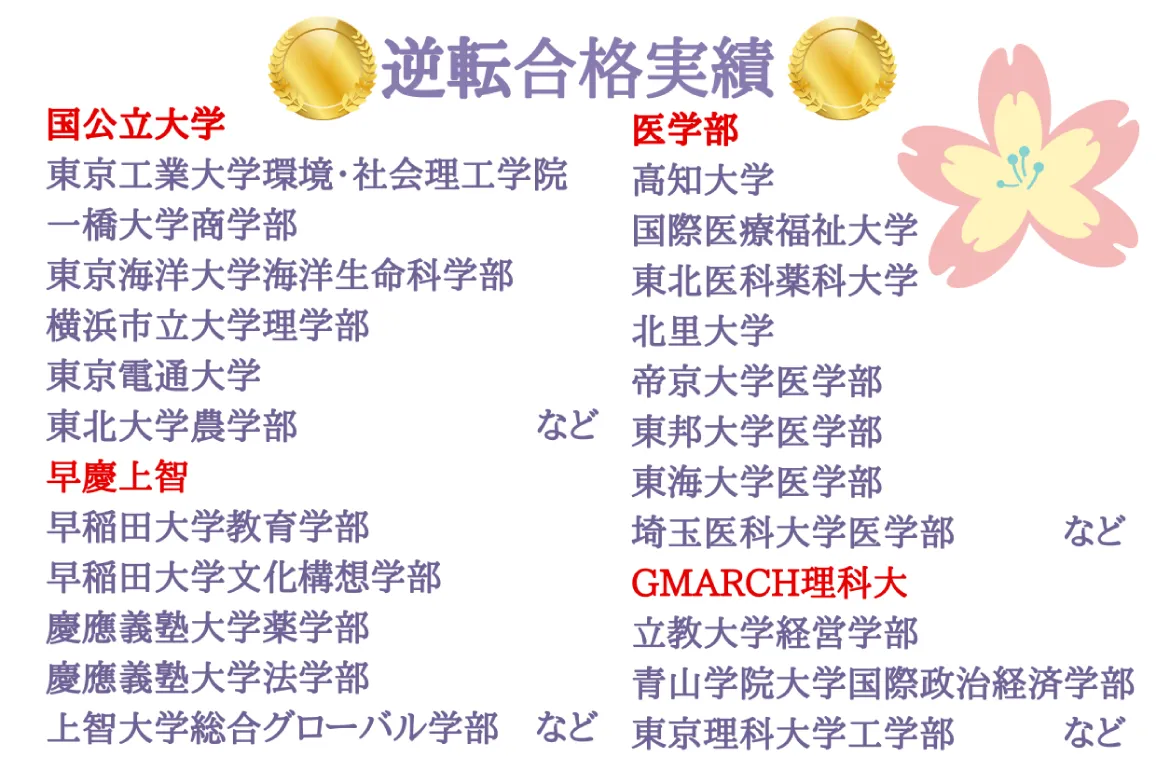 逆転合格実績
国公立大学
東京工業大学環境・社会理工学院
一橋大学商学部
東京海洋大学海洋生命科学部
横浜市立大学理学部
東京電通大学
東北大学農学部 など
早慶上智
早稲田大学教育学部
早稲田大学文化構想学部
慶應義塾大学薬学部
慶應義塾大学法学部
上智大学総合グローバル学部 など
医学部
高知大学
国際医療福祉大学
東北医科薬科大学
北里大学
帝京大学医学部
東邦大学医学部
東海大学医学部
埼玉医科大学医学部 など
GMARCH理科大
立教大学経営学部
青山学院大学国際政治経済学部
東京理科大学工学部 など